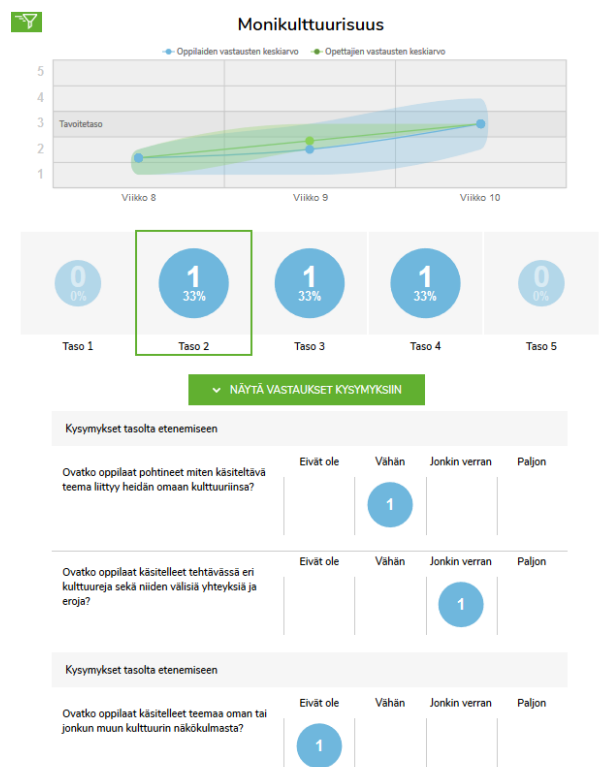 Monikulttuurisuus
Oppilaiden vastausten keskiarvo Opettajien vastausten keskiarvo
5
4
3
2
1
Tavoitetaso
Viikko 8 Viikko 9 Viikko 10
0 1 1 1 0
0% 33% 33% 33% 0%
Taso 1 Taso 2 Taso 3 Taso 4 Taso 5
NÄYTÄ VASTAUKSET KYSYMYKSIIN
Kysymykset tasolta etenemiseen
Eivät ole Vähän Jonkin verran Paljon
Ovatko oppilaat pohtineet miten käsiteltävä
teema liittyy heidän omaan kulttuuriinsa?
1
Eivät ole Vähän Jonkin verran Paljon
Ovatko oppilaat käsitelleet tehtävässä eri
kulttuureja sekä niiden välisiä yhteyksiä ja
eroja?
1
Kysymykset tasolta etenemiseen
Eivät ole Vähän Jonkin verran Paljon
Ovatko oppilaat käsitelleet teemaa oman tai
jonkun muun kulttuurin näkökulmasta?
1